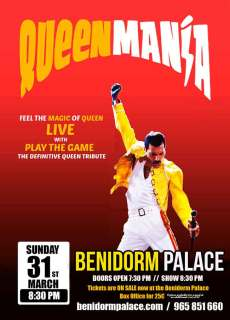 QUEENMANÍA
FEEL THE MAGIC OF QUEEN
LIVE
WITH
PLAY THE GAME
THE DEFINITIVE QUEEN TRIBUTE
SUNDAY
31ST
MARCH
8:30 PM
BENIDORM PALACE
DOORS OPEN 7:30 PM // SHOW 8:30 PM
Tickets are ON SALE now at the Benidorm Palace
Box Office for 25€
benidormpalace.com / 965 851 660